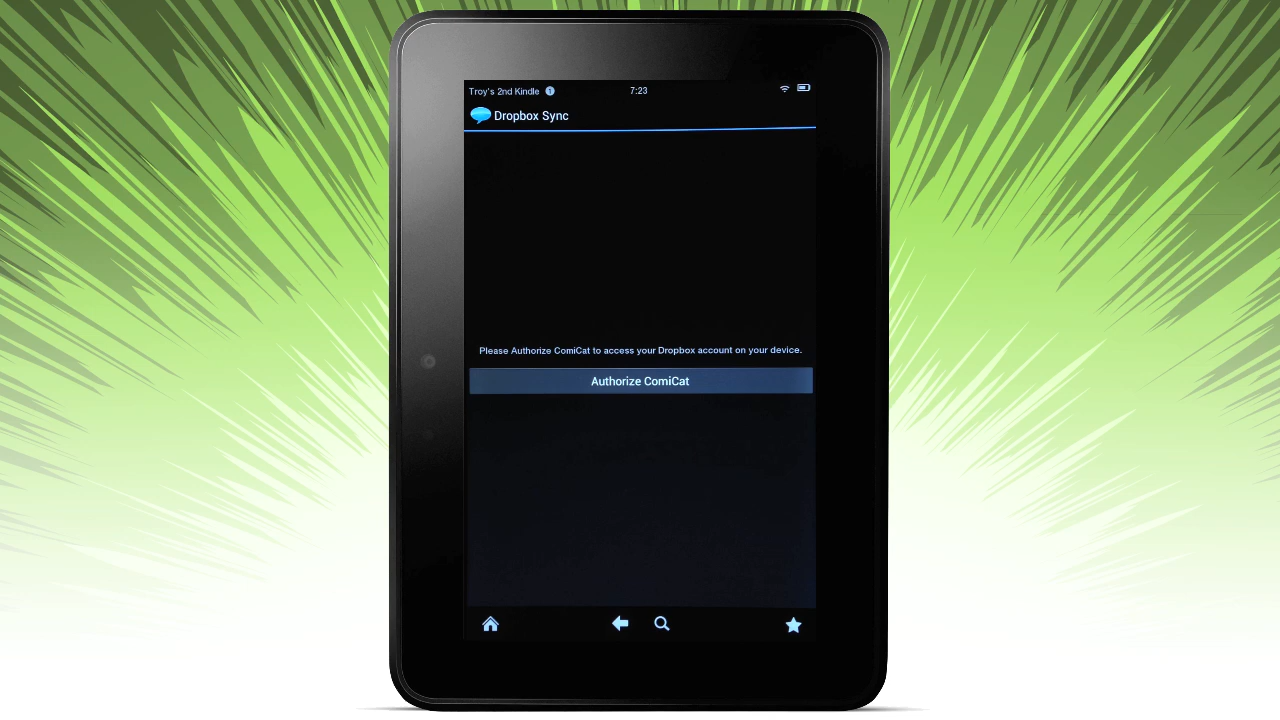 Troy's 2nd Kindle 1 7:23
Dropbox Sync
Please Authorize ComiCat to access your Dropbox account on your device.
Authorize ComiCat